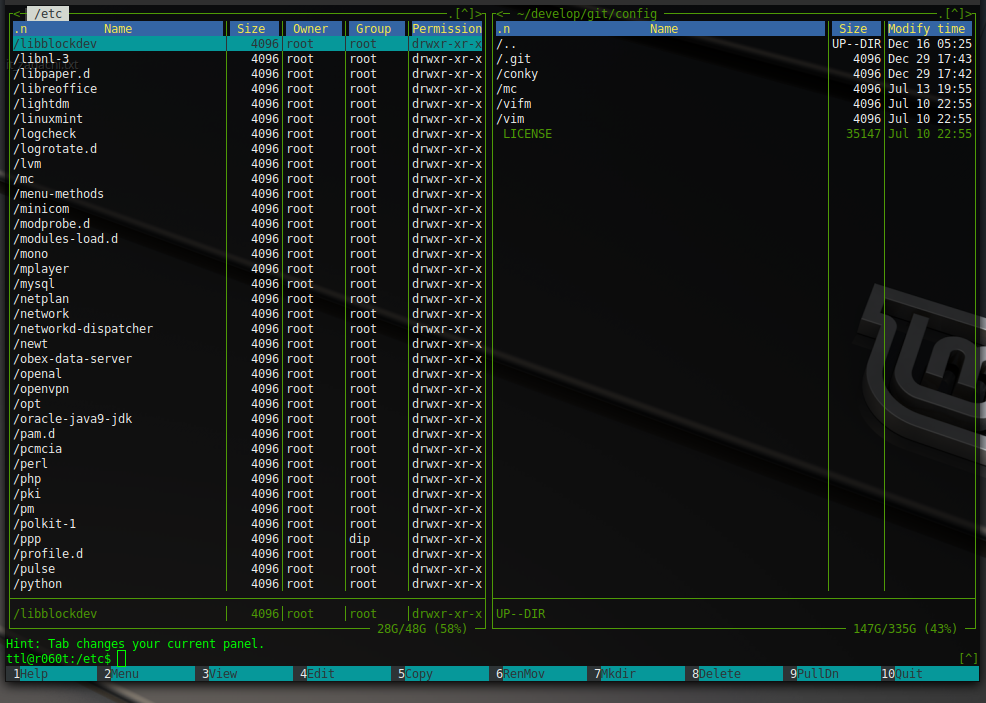 <- /etc .[^]>
.n Name Size Owner Group Permission
/libblockdev 4096 root root drwxr-xr-x
/libnl-3 4096 root root drwxr-xr-x
/libpaper.d 4096 root root drwxr-xr-x
/libreoffice 4096 root root drwxr-xr-x
/lightdm 4096 root root drwxr-xr-x
/linuxmint 4096 root root drwxr-xr-x
/logcheck 4096 root root drwxr-xr-x
/logrotate.d 4096 root root drwxr-xr-x
/lvm 4096 root root drwxr-xr-x
/mc 4096 root root drwxr-xr-x
/menu-methods 4096 root root drwxr-xr-x
/minicom 4096 root root drwxr-xr-x
/modprobe.d 4096 root root drwxr-xr-x
/modules-load.d 4096 root root drwxr-xr-x
/mono 4096 root root drwxr-xr-x
/mplayer 4096 root root drwxr-xr-x
/mysql 4096 root root drwxr-xr-x
/netplan 4096 root root drwxr-xr-x
/network 4096 root root drwxr-xr-x
/networkd-dispatcher 4096 root root drwxr-xr-x
/newt 4096 root root drwxr-xr-x
/obex-data-server 4096 root root drwxr-xr-x
/openal 4096 root root drwxr-xr-x
/openvpn 4096 root root drwxr-xr-x
/opt 4096 root root drwxr-xr-x
/oracle-java9-jdk 4096 root root drwxr-xr-x
/pam.d 4096 root root drwxr-xr-x
/pcmcia 4096 root root drwxr-xr-x
/perl 4096 root root drwxr-xr-x
/php 4096 root root drwxr-xr-x
/pki 4096 root root drwxr-xr-x
/pm 4096 root root drwxr-xr-x
/polkit-1 4096 root root drwxr-xr-x
/ppp 4096 root dip drwxr-xr-x
/profile.d 4096 root root drwxr-xr-x
/pulse 4096 root root drwxr-xr-x
/python 4096 root root drwxr-xr-x
/libblockdev 4096 root root drwxr-xr-x
28G/48G (58%)
<- ~/develop/git/config .[^]>
.n Name Size Modify time
/.. UP--DIR Dec 16 05:25
/.git 4096 Dec 29 17:43
/conky 4096 Dec 29 17:42
/mc 4096 Jul 13 19:55
/vifm 4096 Jul 10 22:55
/vim 4096 Jul 10 22:55
LICENSE 35147 Jul 10 22:55
UP--DIR
147G/335G (43%)
Hint: Tab changes your current panel.
ttl@r060t:/etc$ [^]
1Help 2Menu 3View 4Edit 5Copy 6RenMov 7Mkdir 8Delete 9PullDn 10Quit